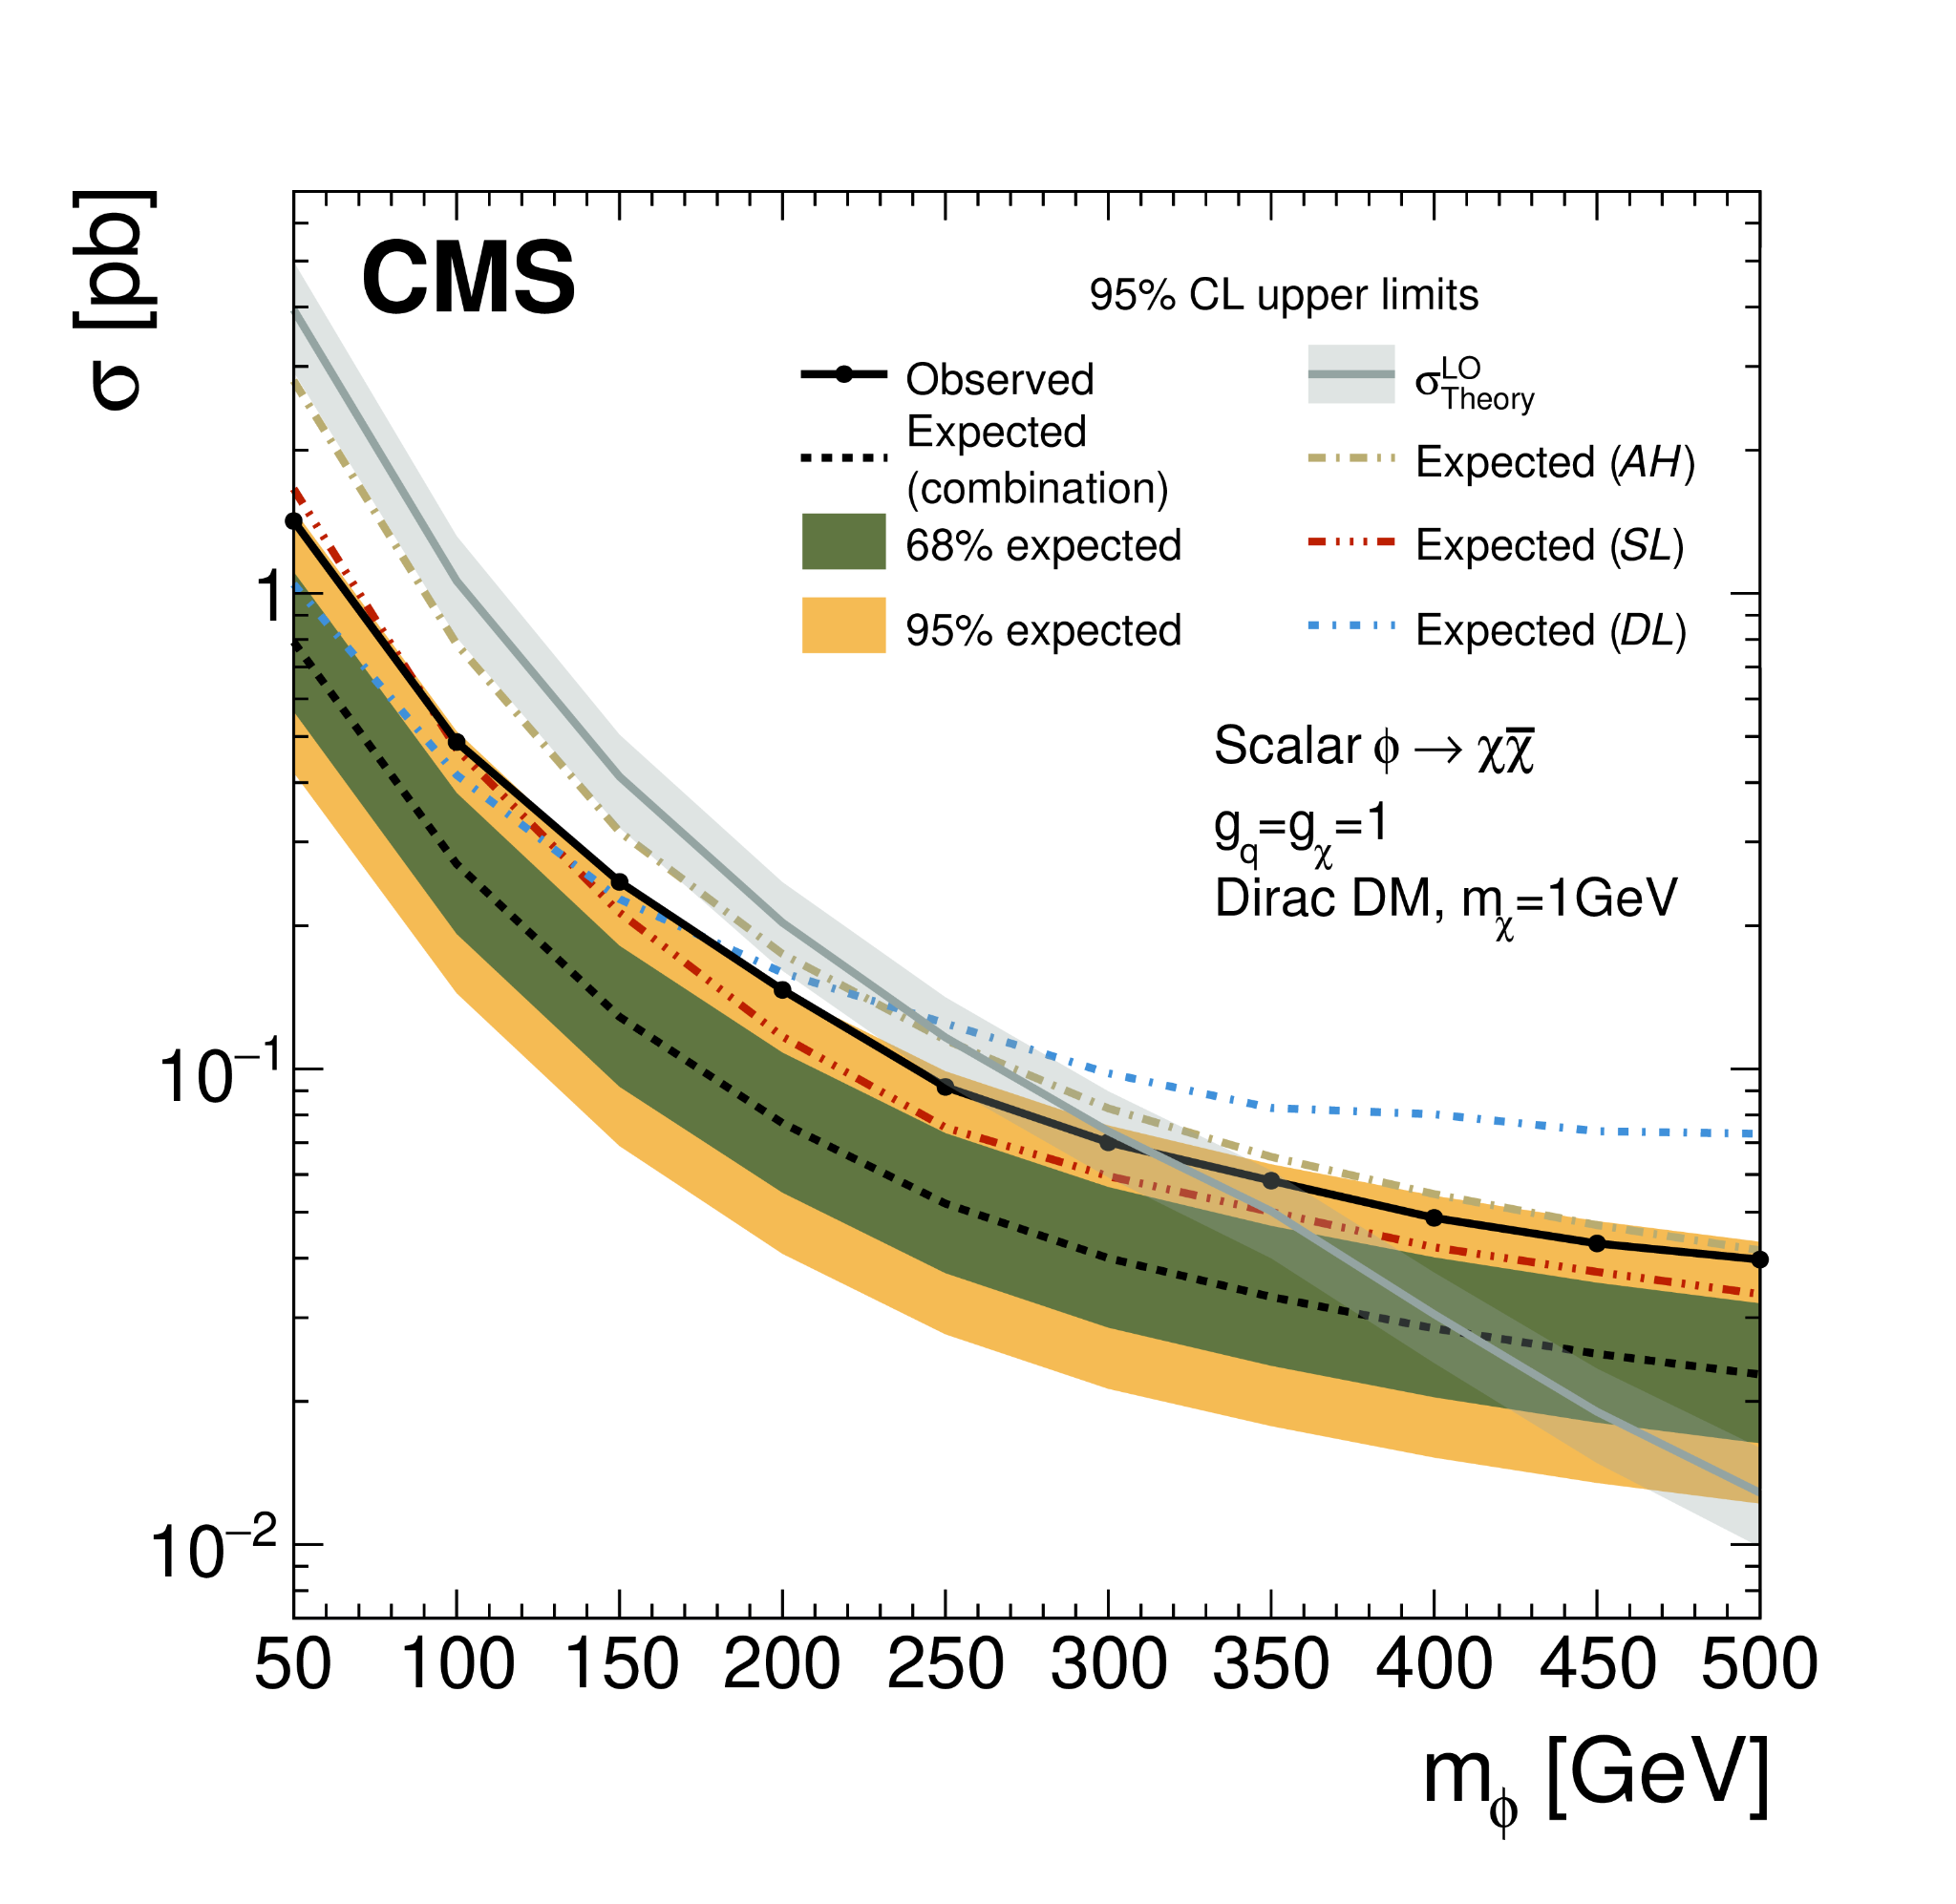 σ [pb]
CMS
95% CL upper limits
Observed
Expected
(combination)
68% expected
95% expected
σ^LO_Theory
Expected (AH)
Expected (SL)
Expected (DL)
Scalar ϕ → χχ̅
g_q=g_χ=1
Dirac DM, m_χ=1GeV
1
10⁻¹
10⁻²
50 100 150 200 250 300 350 400 450 500
m_ϕ [GeV]